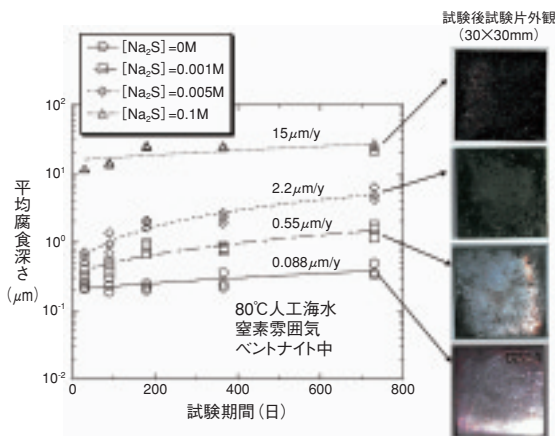 試験後試験片外観
(30×30mm)
[Na₂S]=0M
[Na₂S]=0.001M
[Na₂S]=0.005M
[Na₂S]=0.1M
10²
10¹
10⁰
10⁻¹
10⁻²
平均腐食深さ
(μm)
15μm/y
2.2μm/y
0.55μm/y
0.088μm/y
80℃人工海水
窒素雰囲気
ベントナイト中
0 200 400 600 800
試験期間(日)